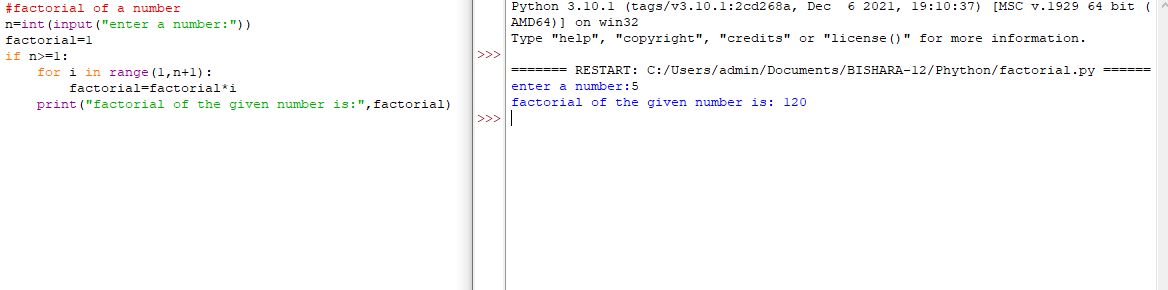 #factorial of a number
n=int(input("enter a number:"))
factorial=1
if n>=1:
    for i in range(1,n+1):
        factorial=factorial*i
    print("factorial of the given number is:",factorial)
Python 3.10.1 (tags/v3.10.1:2cd268a, Dec  6 2021, 19:10:37) [MSC v.1929 64 bit (
AMD64)] on win32
Type "help", "copyright", "credits" or "license()" for more information.
>>>
======= RESTART: C:/Users/admin/Documents/BISHARA-12/Phython/factorial.py ======
enter a number:5
factorial of the given number is: 120
>>>